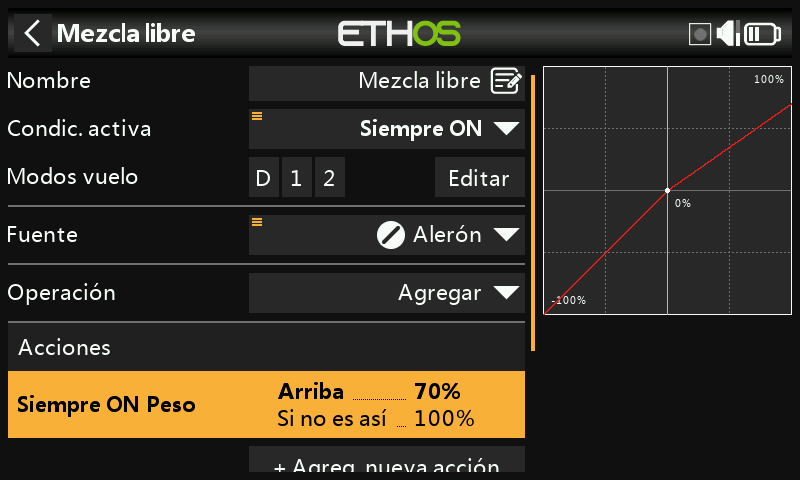 Mezcla libre
ETHOS
Nombre
Mezcla libre
Condic. activa
Siempre ON
Modos vuelo
D 1 2
Editar
Fuente
Alerón
Operación
Agregar
Acciones
Siempre ON Peso
Arriba 70%
Si no es así 100%
+ Agreg. nueva acción
100%
0%
-100%